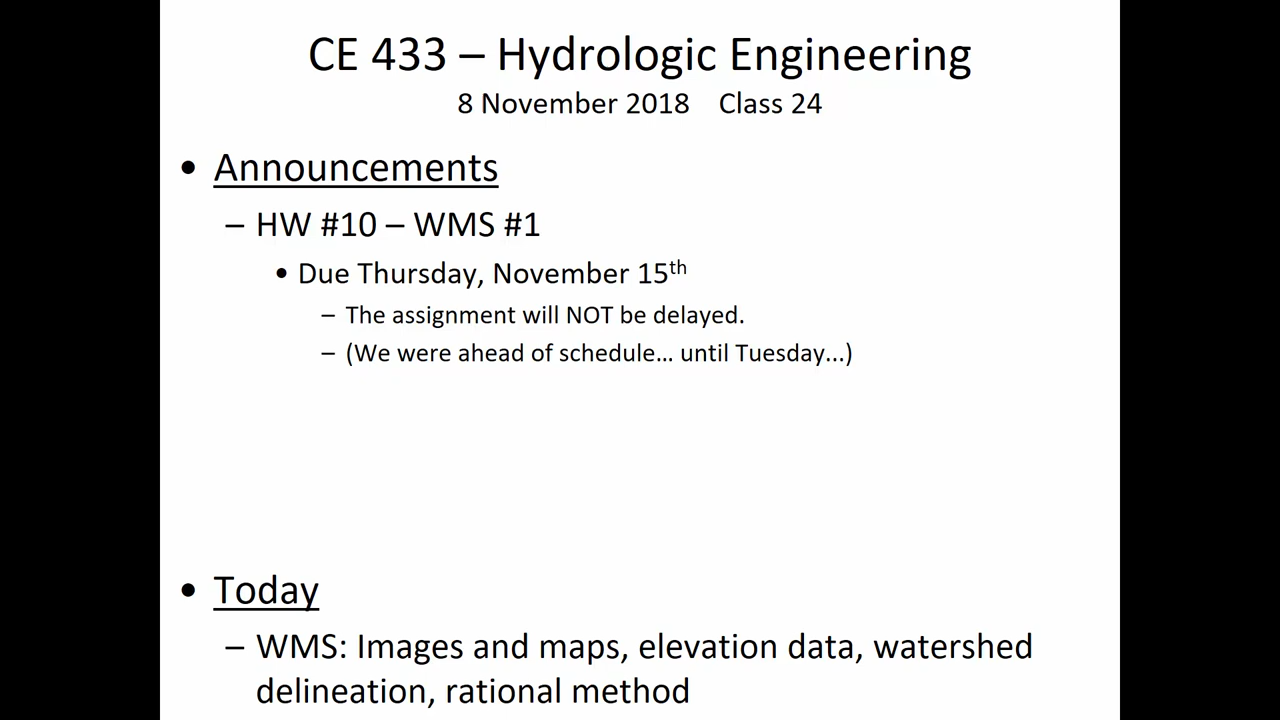 CE 433 – Hydrologic Engineering
8 November 2018 Class 24
• Announcements
– HW #10 – WMS #1
• Due Thursday, November 15th
– The assignment will NOT be delayed.
– (We were ahead of schedule… until Tuesday...)
• Today
– WMS: Images and maps, elevation data, watershed
delineation, rational method